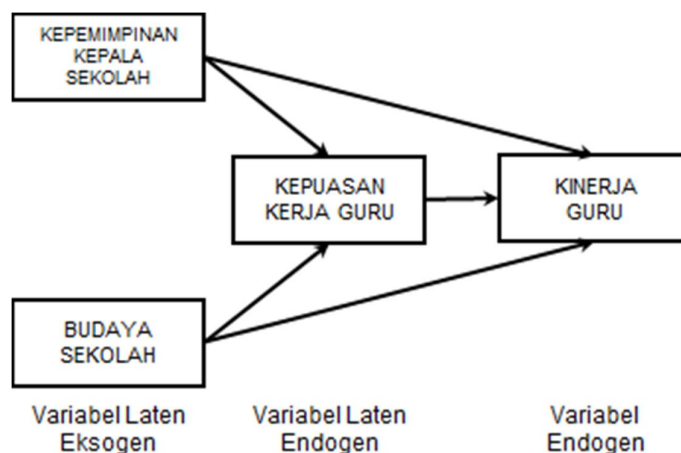 KEPEMIMPINAN
KEPALA
SEKOLAH
KEPUASAN
KERJA GURU
KINERJA
GURU
BUDAYA
SEKOLAH
Variabel Laten
Eksogen
Variabel Laten
Endogen
Variabel
Endogen